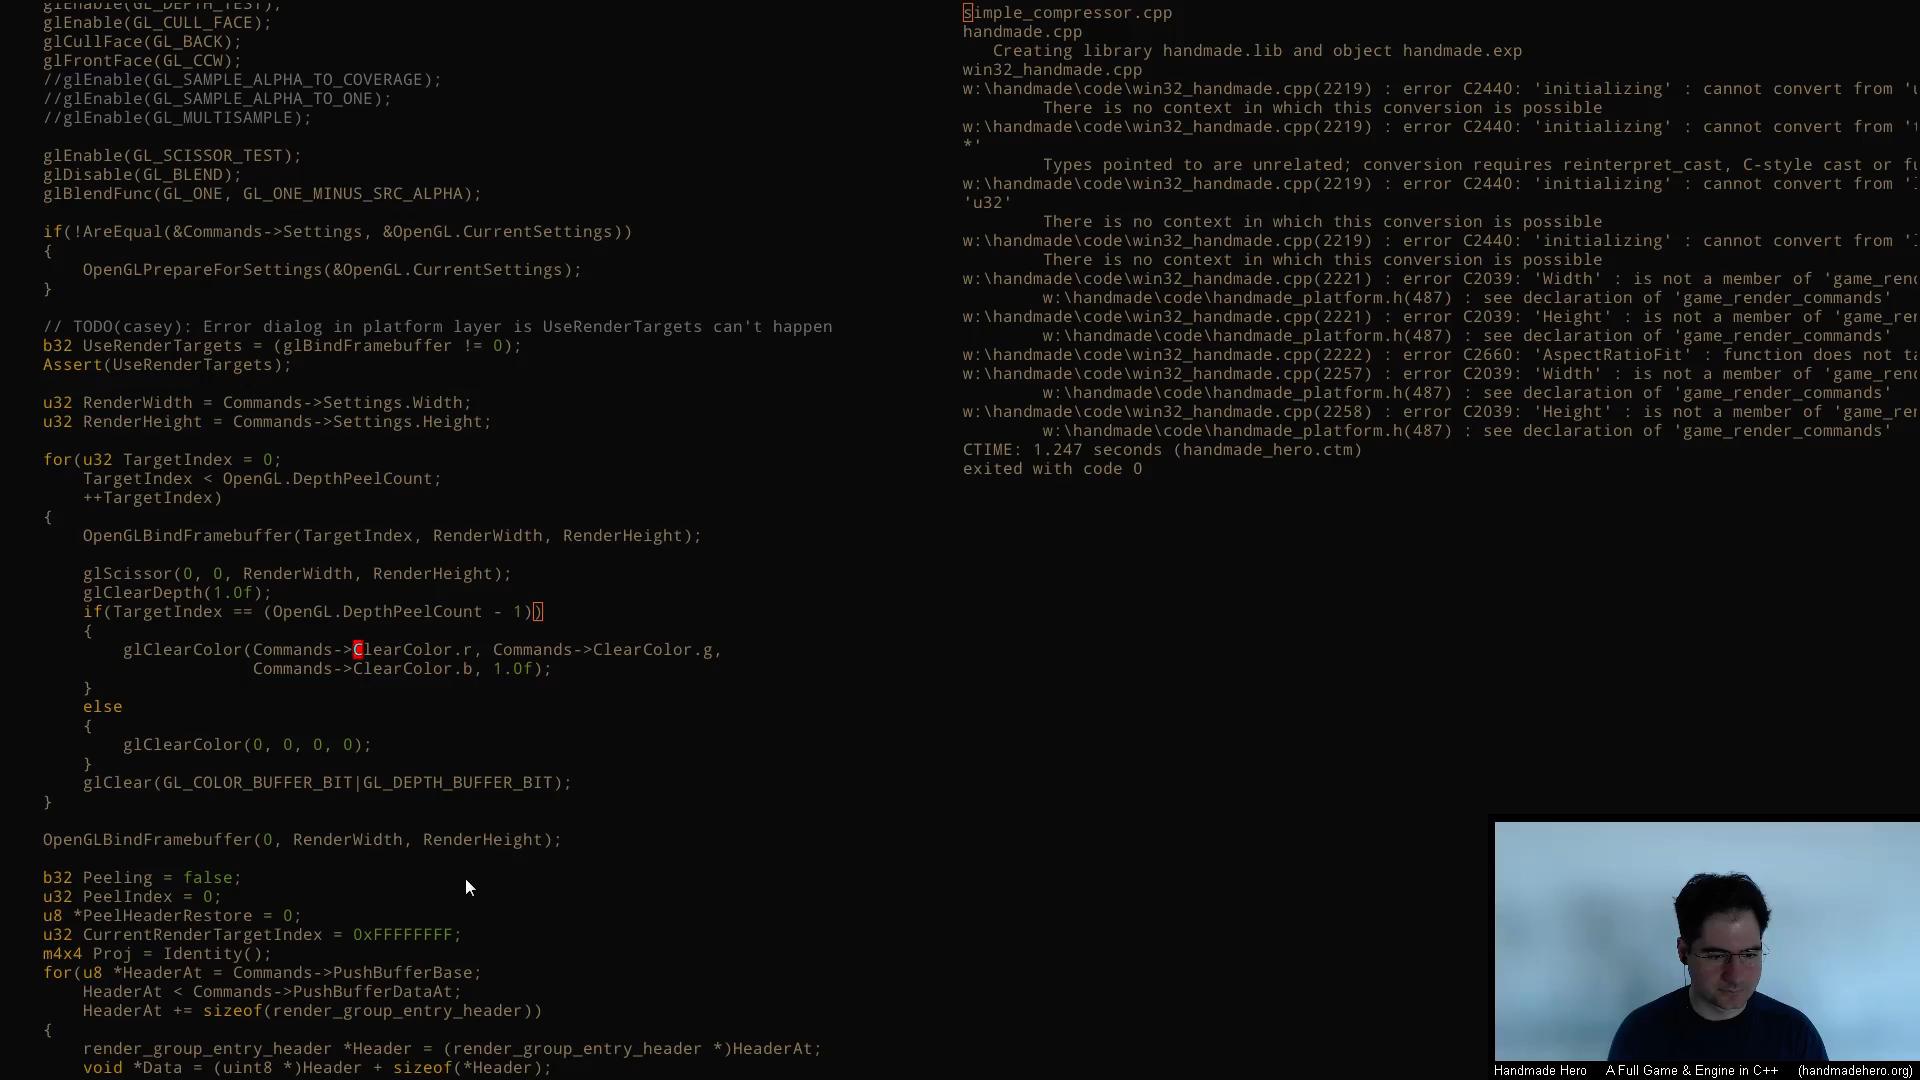 glEnable(GL_DEPTH_TEST);
glEnable(GL_CULL_FACE);
glCullFace(GL_BACK);
glFrontFace(GL_CCW);
//glEnable(GL_SAMPLE_ALPHA_TO_COVERAGE);
//glEnable(GL_SAMPLE_ALPHA_TO_ONE);
//glEnable(GL_MULTISAMPLE);
glEnable(GL_SCISSOR_TEST);
glDisable(GL_BLEND);
glBlendFunc(GL_ONE, GL_ONE_MINUS_SRC_ALPHA);
if(!AreEqual(&Commands->Settings, &OpenGL.CurrentSettings))
{
OpenGLPrepareForSettings(&OpenGL.CurrentSettings);
}
// TODO(casey): Error dialog in platform layer is UseRenderTargets can't happen
b32 UseRenderTargets = (glBindFramebuffer != 0);
Assert(UseRenderTargets);
u32 RenderWidth = Commands->Settings.Width;
u32 RenderHeight = Commands->Settings.Height;
for(u32 TargetIndex = 0;
TargetIndex < OpenGL.DepthPeelCount;
++TargetIndex)
{
OpenGLBindFramebuffer(TargetIndex, RenderWidth, RenderHeight);
glScissor(0, 0, RenderWidth, RenderHeight);
glClearDepth(1.0f);
if(TargetIndex == (OpenGL.DepthPeelCount - 1))
{
glClearColor(Commands->ClearColor.r, Commands->ClearColor.g,
Commands->ClearColor.b, 1.0f);
}
else
{
glClearColor(0, 0, 0, 0);
}
glClear(GL_COLOR_BUFFER_BIT|GL_DEPTH_BUFFER_BIT);
}
OpenGLBindFramebuffer(0, RenderWidth, RenderHeight);
b32 Peeling = false;
u32 PeelIndex = 0;
u8 *PeelHeaderRestore = 0;
u32 CurrentRenderTargetIndex = 0xFFFFFFFF;
m4x4 Proj = Identity();
for(u8 *HeaderAt = Commands->PushBufferBase;
HeaderAt < Commands->PushBufferDataAt;
HeaderAt += sizeof(render_group_entry_header))
{
render_group_entry_header *Header = (render_group_entry_header *)HeaderAt;
void *Data = (uint8 *)Header + sizeof(*Header);
simple_compressor.cpp
handmade.cpp
Creating library handmade.lib and object handmade.exp
win32_handmade.cpp
w:\handmade\code\win32_handmade.cpp(2219) : error C2440: 'initializing' : cannot convert from '
There is no context in which this conversion is possible
w:\handmade\code\win32_handmade.cpp(2219) : error C2440: 'initializing' : cannot convert from '
*'
Types pointed to are unrelated; conversion requires reinterpret_cast, C-style cast or
w:\handmade\code\win32_handmade.cpp(2219) : error C2440: 'initializing' : cannot convert from '
'u32'
There is no context in which this conversion is possible
w:\handmade\code\win32_handmade.cpp(2219) : error C2440: 'initializing' : cannot convert from '
There is no context in which this conversion is possible
w:\handmade\code\win32_handmade.cpp(2221) : error C2039: 'Width' : is not a member of 'game_rend
w:\handmade\code\handmade_platform.h(487) : see declaration of 'game_render_commands'
w:\handmade\code\win32_handmade.cpp(2221) : error C2039: 'Height' : is not a member of 'game_ren
w:\handmade\code\handmade_platform.h(487) : see declaration of 'game_render_commands'
w:\handmade\code\win32_handmade.cpp(2222) : error C2660: 'AspectRatioFit' : function does not ta
w:\handmade\code\win32_handmade.cpp(2257) : error C2039: 'Width' : is not a member of 'game_rend
w:\handmade\code\handmade_platform.h(487) : see declaration of 'game_render_commands'
w:\handmade\code\win32_handmade.cpp(2258) : error C2039: 'Height' : is not a member of 'game_ren
w:\handmade\code\handmade_platform.h(487) : see declaration of 'game_render_commands'
CTIME: 1.247 seconds (handmade_hero.ctm)
exited with code 0
Handmade Hero A Full Game & Engine in C++ (handmadehero.org)